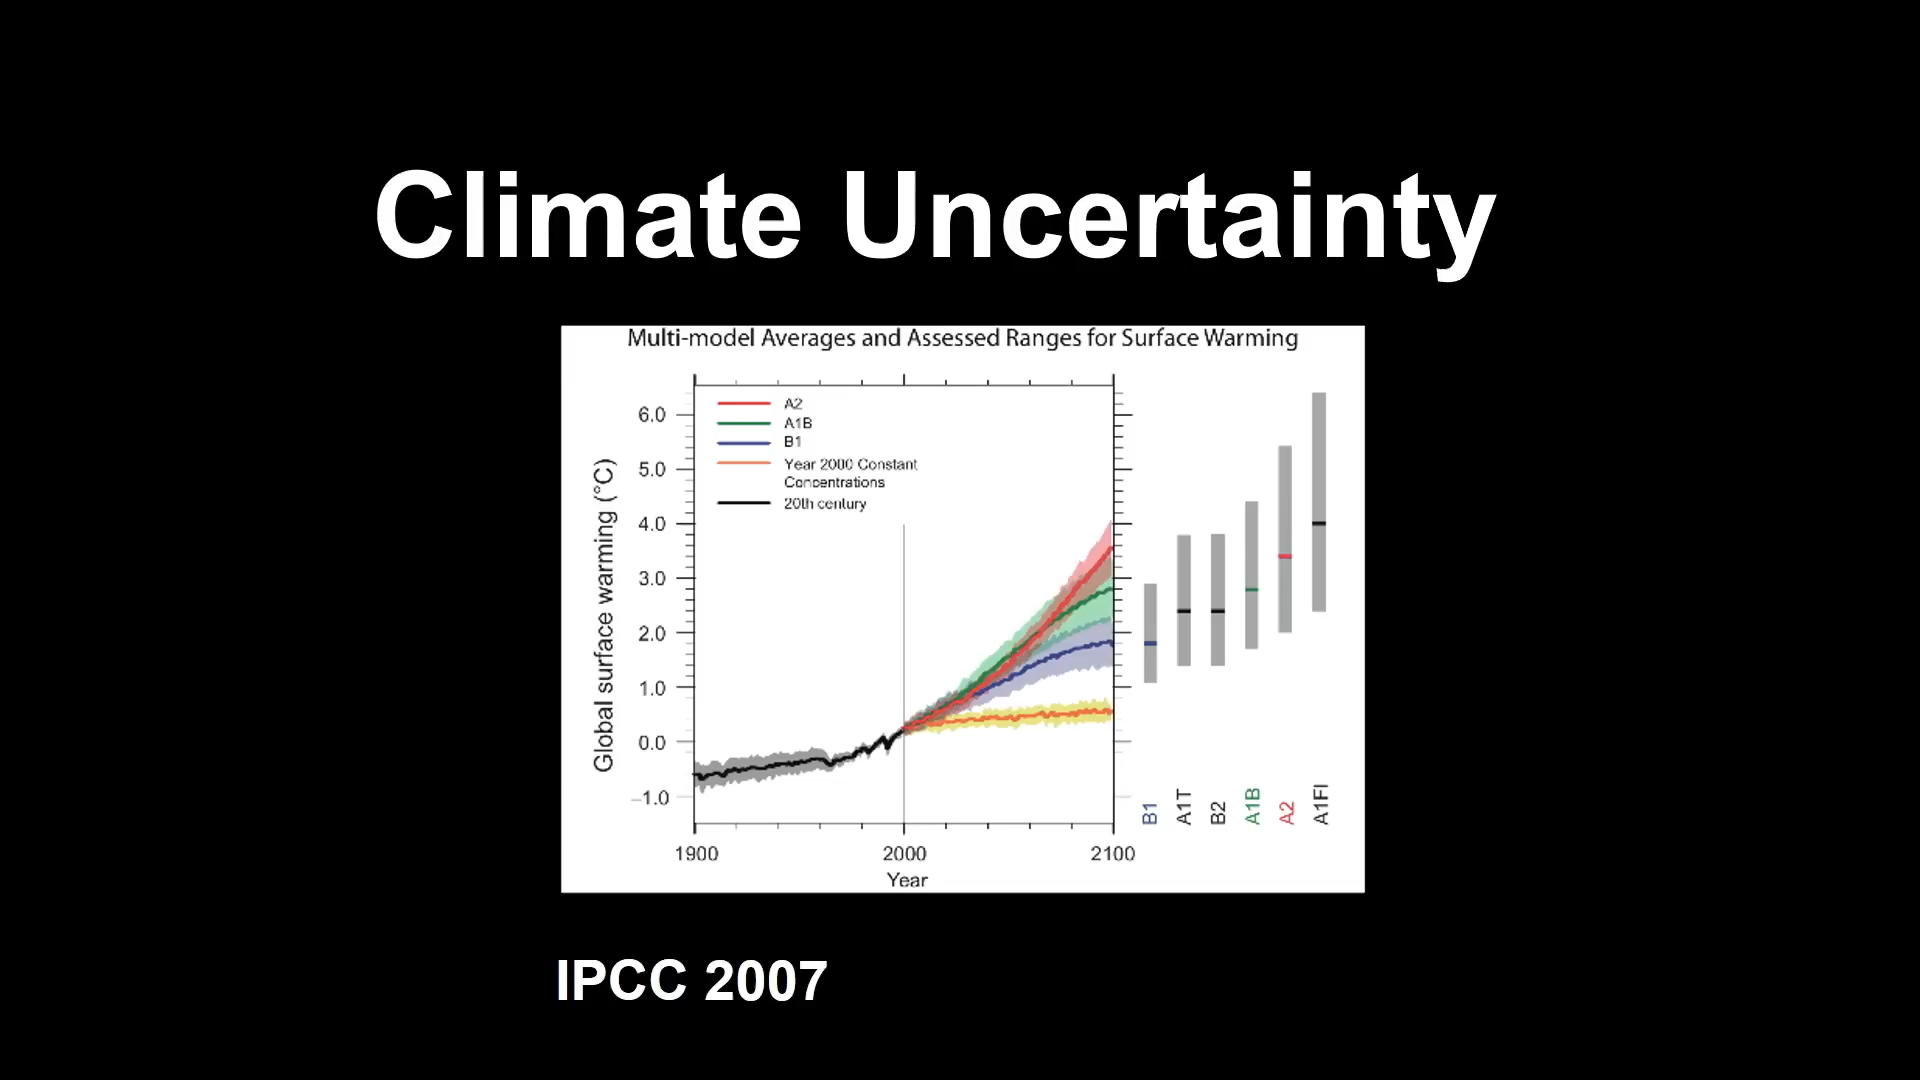 Climate Uncertainty
Multi-model Averages and Assessed Ranges for Surface Warming
A2
A1B
B1
Year 2000 Constant
Concentrations
20th century
6.0
5.0
4.0
3.0
2.0
1.0
0.0
–1.0
Global surface warming (°C)
1900
2000
2100
Year
B1
A1T
B2
A1B
A2
A1FI
IPCC 2007